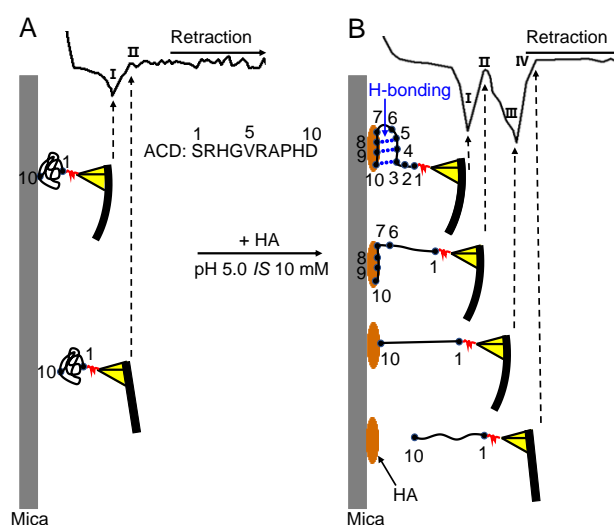 A
II
Retraction
I
1 5 10
ACD: SRHGVRAPHD
10
1
+ HA
pH 5.0 IS 10 mM
10
1
Mica
B
Retraction
I
II
III
IV
H-bonding
7 6
5
8
4
9
10 3 2 1
7 6
8
9
1
10
10
1
10
1
HA
Mica